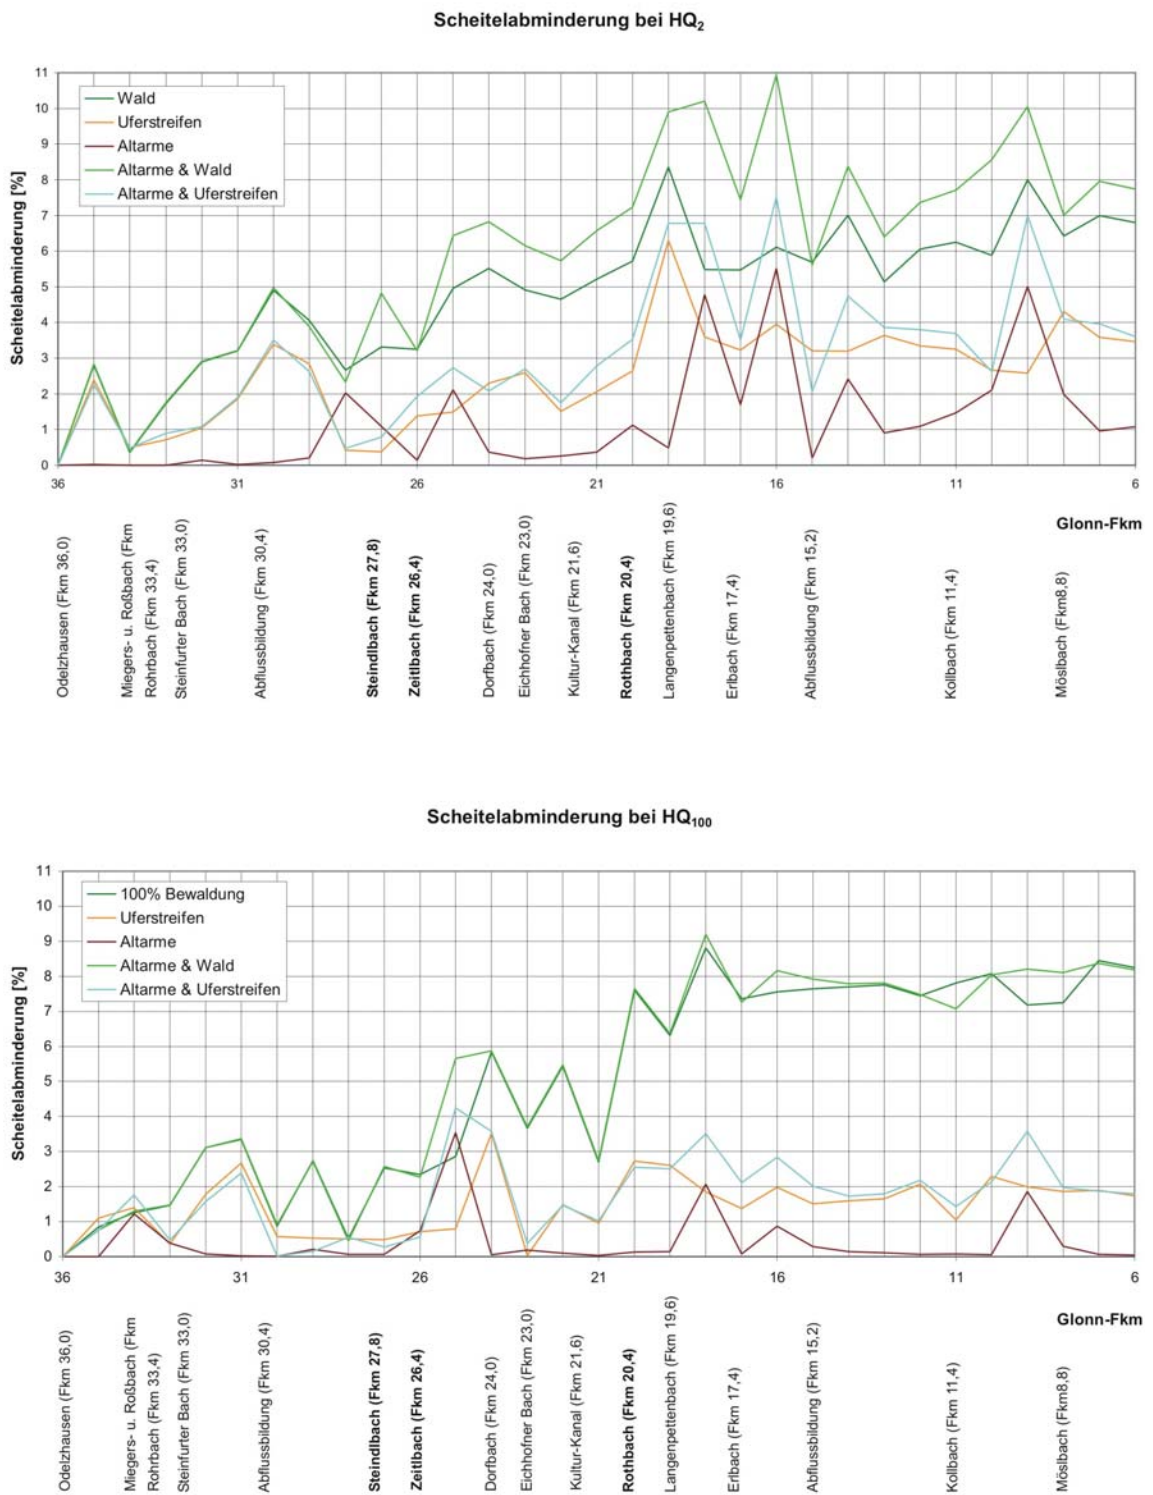 Scheitelabminderung bei HQ2
Scheitelabminderung [%]
11
10
9
8
7
6
5
4
3
2
1
0
Wald
Uferstreifen
Altarme
Altarme & Wald
Altarme & Uferstreifen
36
31
26
21
16
11
6
Glonn-Fkm
Odelzhausen (Fkm 36,0)
Miegers- u. Roßbach (Fkm
Rohrbach (Fkm 33,4)
Steinfurter Bach (Fkm 33,0)
Abflussbildung (Fkm 30,4)
Steindlbach (Fkm 27,8)
Zeitlbach (Fkm 26,4)
Dorfbach (Fkm 24,0)
Eichhofner Bach (Fkm 23,0)
Kultur-Kanal (Fkm 21,6)
Rothbach (Fkm 20,4)
Langenpettenbach (Fkm 19,6)
Erlbach (Fkm 17,4)
Abflussbildung (Fkm 15,2)
Kollbach (Fkm 11,4)
Möslbach (Fkm8,8)
Scheitelabminderung bei HQ100
Scheitelabminderung [%]
11
10
9
8
7
6
5
4
3
2
1
0
100% Bewaldung
Uferstreifen
Altarme
Altarme & Wald
Altarme & Uferstreifen
36
31
26
21
16
11
6
Glonn-Fkm
Odelzhausen (Fkm 36,0)
Miegers- u. Roßbach (Fkm
Rohrbach (Fkm 33,4)
Steinfurter Bach (Fkm 33,0)
Abflussbildung (Fkm 30,4)
Steindlbach (Fkm 27,8)
Zeitlbach (Fkm 26,4)
Dorfbach (Fkm 24,0)
Eichhofner Bach (Fkm 23,0)
Kultur-Kanal (Fkm 21,6)
Rothbach (Fkm 20,4)
Langenpettenbach (Fkm 19,6)
Erlbach (Fkm 17,4)
Abflussbildung (Fkm 15,2)
Kollbach (Fkm 11,4)
Möslbach (Fkm8,8)